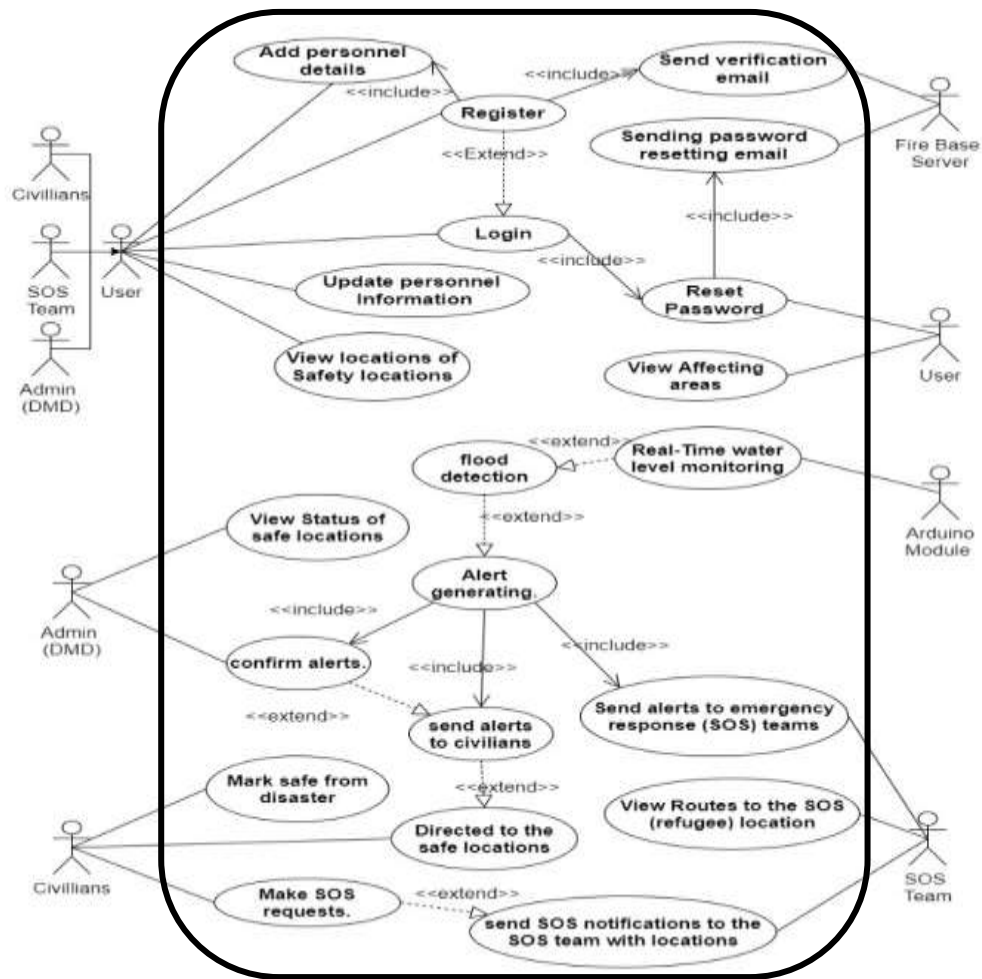 Add personnel
details
<<include>>
Send verification
email
<<include>>
Register
Sending password
resetting email
Fire Base
Server
<<Extend>>
Civillians
<<include>>
Login
<<include>>
SOS
Team
User
Update personnel
Information
Reset
Password
View locations of
Safety locations
Admin
(DMD)
View Affecting
areas
User
<<extend>>
flood
detection
Real-Time water
level monitoring
<<extend>>
View Status of
safe locations
Arduino
Module
Alert
generating.
<<include>>
Admin
(DMD)
<<include>>
confirm alerts.
<<include>>
<<extend>>
send alerts
to civilians
Send alerts to emergency
response (SOS) teams
Mark safe from
disaster
<<extend>>
View Routes to the SOS
(refugee) location
Directed to the
safe locations
Civillians
SOS
Team
<<extend>>
Make SOS
requests.
send SOS notifications to the
SOS team with locations